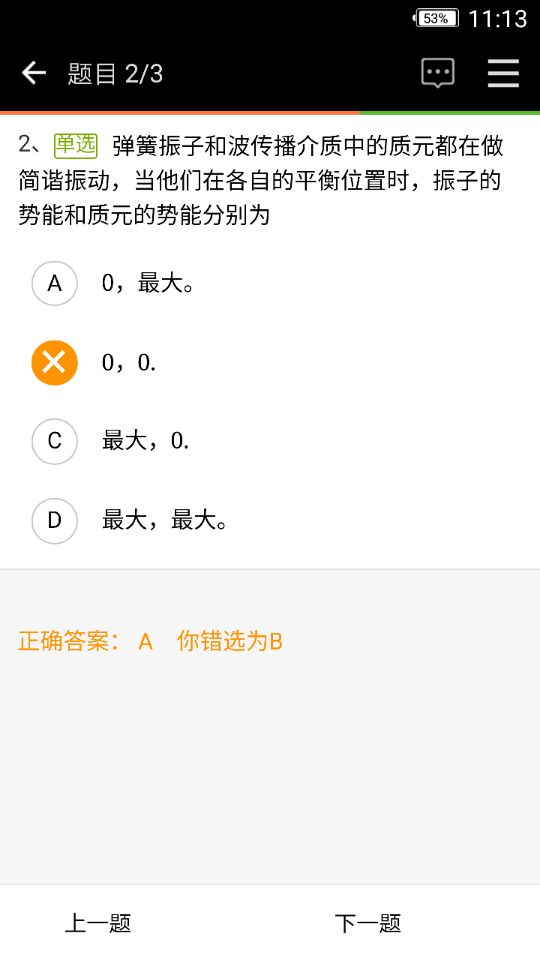 53% 11:13
题目 2/3
2、 单选 弹簧振子和波传播介质中的质元都在做
简谐振动，当他们在各自的平衡位置时，振子的
势能和质元的势能分别为
A 0，最大。
0，0.
C 最大，0.
D 最大，最大。
正确答案： A 你错选为B
上一题 下一题